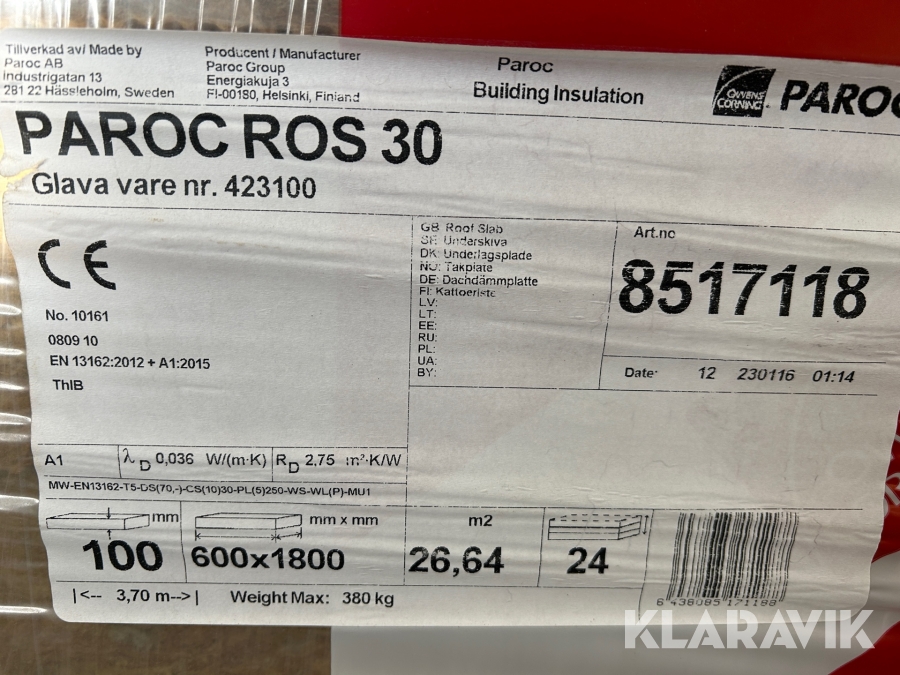 Tillverkad av/ Made by
Paroc AB
Industrigatan 13
281 22 Hässleholm, Sweden
Producent / Manufacturer
Paroc Group
Energiakuja 3
FI-00180, Helsinki, Finland
Paroc
Building Insulation
OWENS
CORNING
PAROC
PAROC ROS 30
Glava vare nr. 423100
CE
No. 10161
0809 10
EN 13162:2012 + A1:2015
ThIB
GB: Roof Slab
SE: Underskiva
DK: Underlagsplade
NO: Takplate
DE: Dachdämmplatte
FI: Kattoeriste
LV:
LT:
EE:
RU:
PL:
UA:
BY:
Art.no
8517118
Date: 12 230116 01:14
A1
λD 0,036 W/(m·K)
RD 2,75 m²·K/W
MW-EN13162-T5-DS(70,-)-CS(10)30-PL(5)250-WS-WL(P)-MU1
mm
100
mm x mm
600x1800
m2
26,64
24
|<-- 3,70 m-->|
Weight Max: 380 kg
6 438085 171188
KLARAVIK